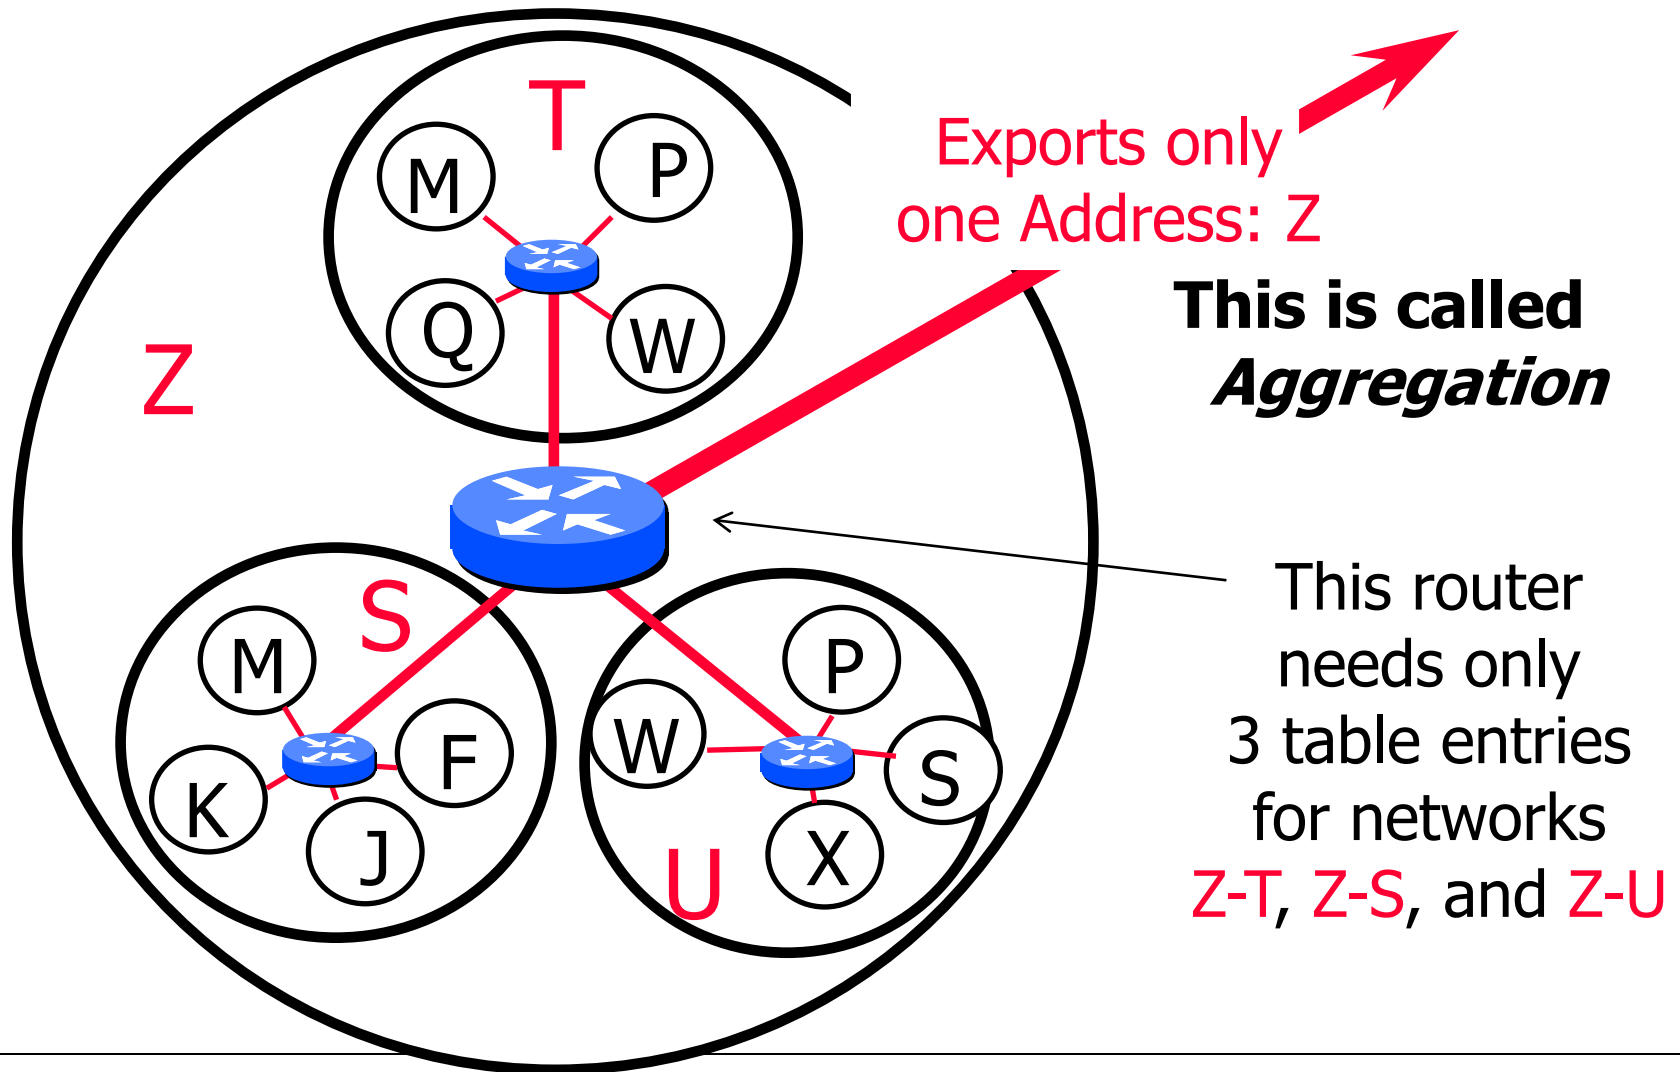 T
M
P
Q
W
Z
Exports only
one Address: Z
This is called
Aggregation
S
M
F
K
J
P
W
S
X
U
This router
needs only
3 table entries
for networks
Z-T, Z-S, and Z-U